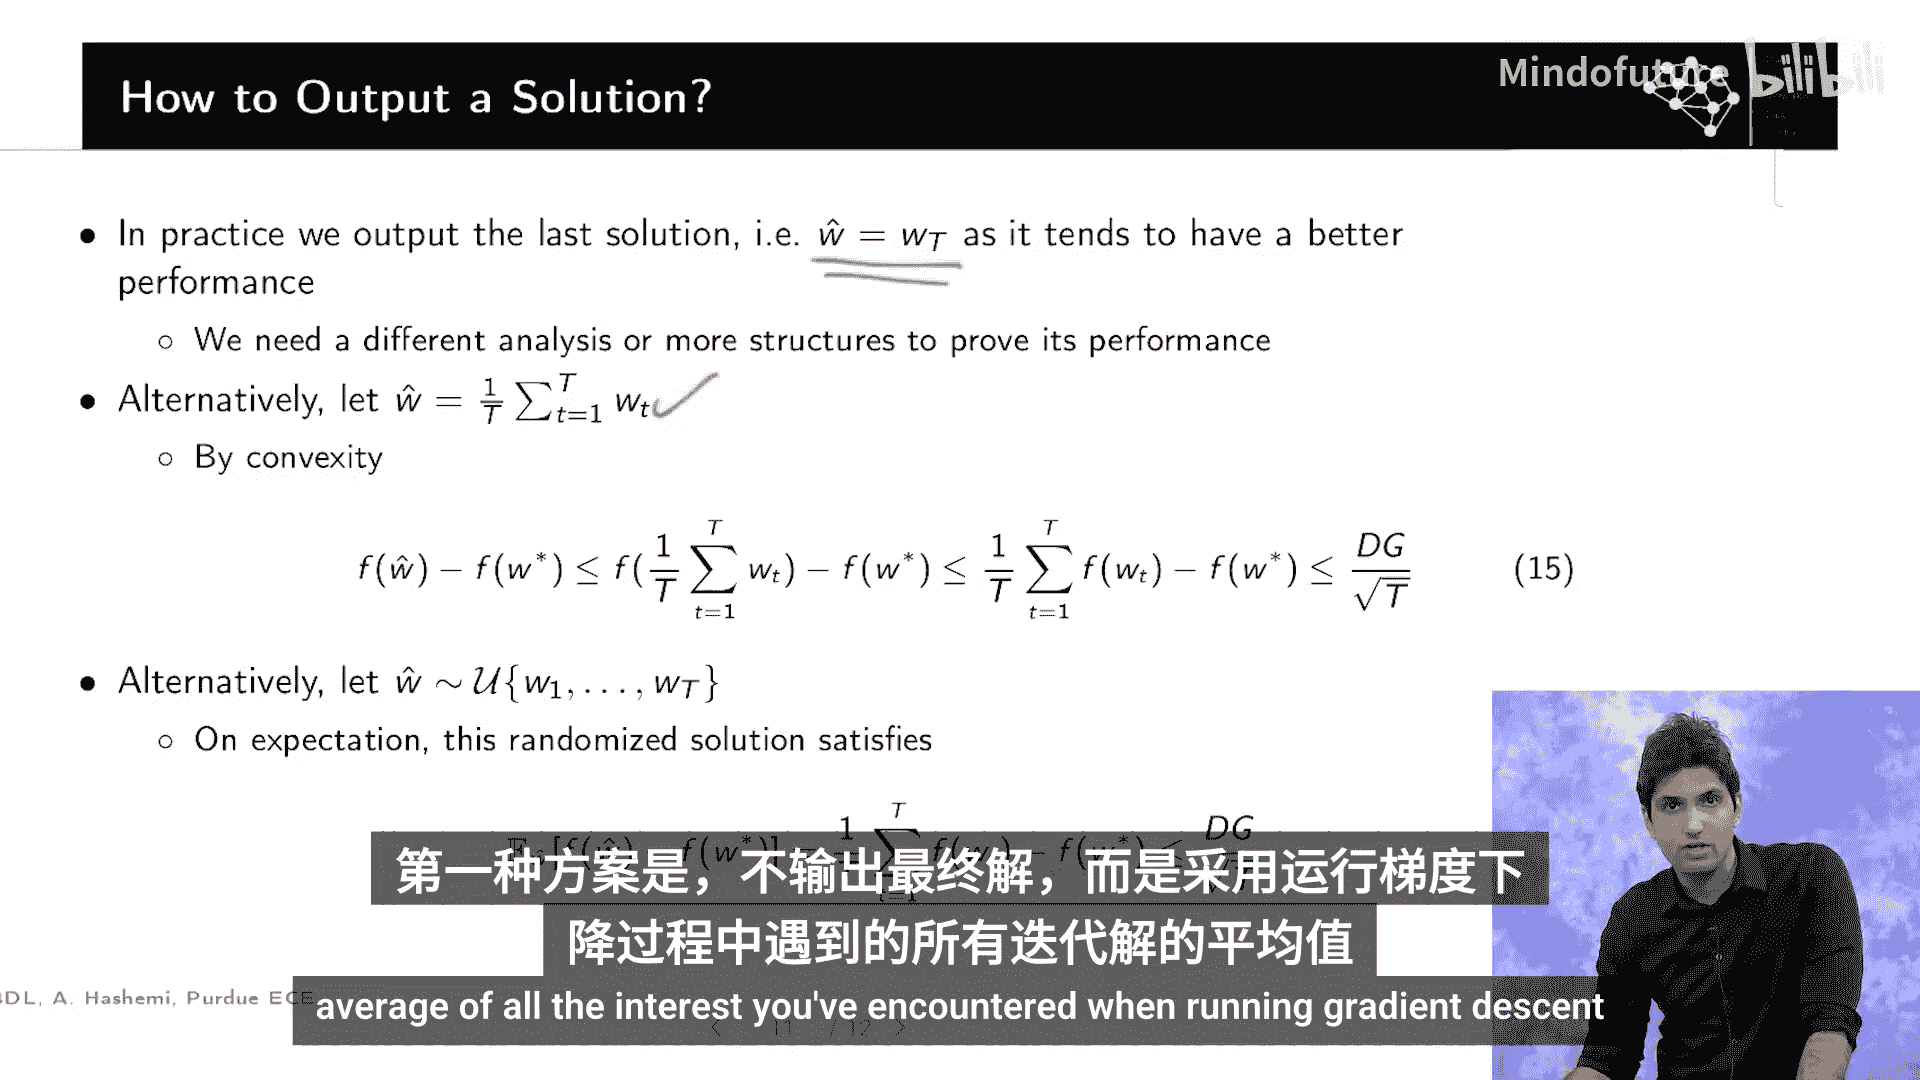 Mindofuture bilibili
How to Output a Solution?
• In practice we output the last solution, i.e. ŵ = w_T as it tends to have a better
performance
◦ We need a different analysis or more structures to prove its performance
• Alternatively, let ŵ = 1/T ∑_{t=1}^{T} w_t
◦ By convexity
f(ŵ) − f(w*) ≤ f(1/T ∑_{t=1}^{T} w_t) − f(w*) ≤ 1/T ∑_{t=1}^{T} f(w_t) − f(w*) ≤ DG/√T (15)
• Alternatively, let ŵ ∼ 𝒰{w_1, . . . , w_T}
◦ On expectation, this randomized solution satisfies
第一种方案是，不输出最终解，而是采用运行梯度下
降过程中遇到的所有迭代解的平均值
DL, A. Hashemi, Purdue ECE
average of all the interest you've encountered when running gradient descent